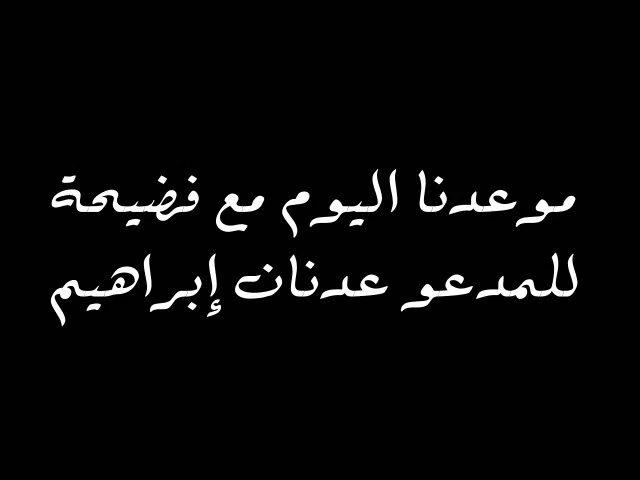 موعدنا اليوم مع فضيحة
للمدعو عدنان إبراهيم